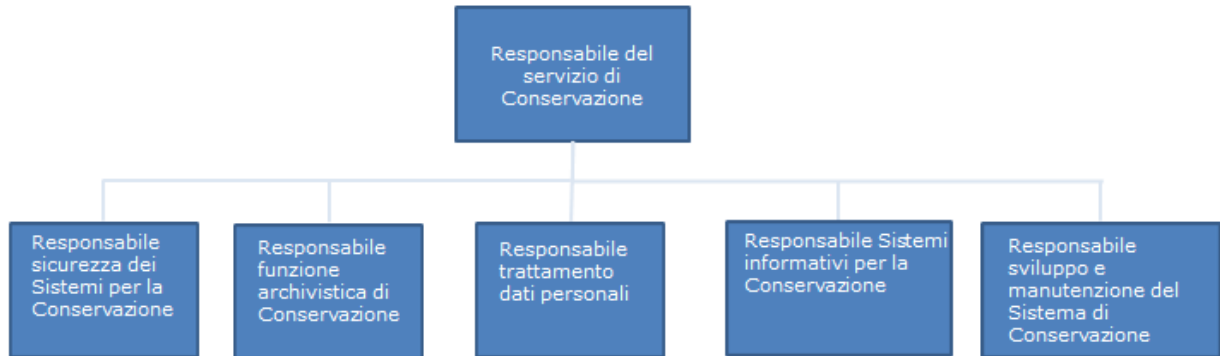 Responsabile del
servizio di
Conservazione
Responsabile
sicurezza dei
Sistemi per la
Conservazione
Responsabile
funzione
archivistica di
Conservazione
Responsabile
trattamento
dati personali
Responsabile Sistemi
informativi per la
Conservazione
Responsabile
sviluppo e
manutenzione del
Sistema di
Conservazione